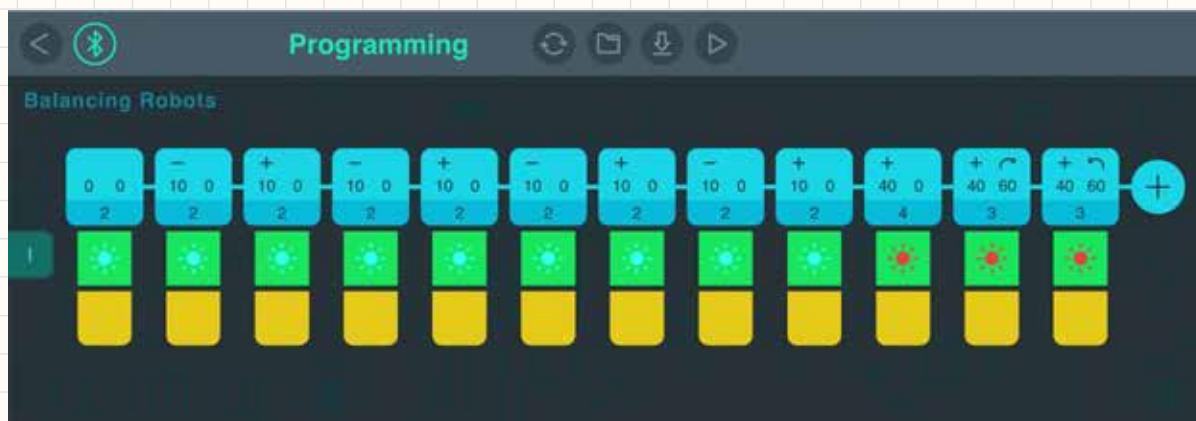 Programming
Balancing Robots
− + − + − + − + + + +
0 0 10 0 10 0 10 0 10 0 10 0 10 0 10 0 10 0 40 0 40 60 40 60
2 2 2 2 2 2 2 2 2 4 3 3
I